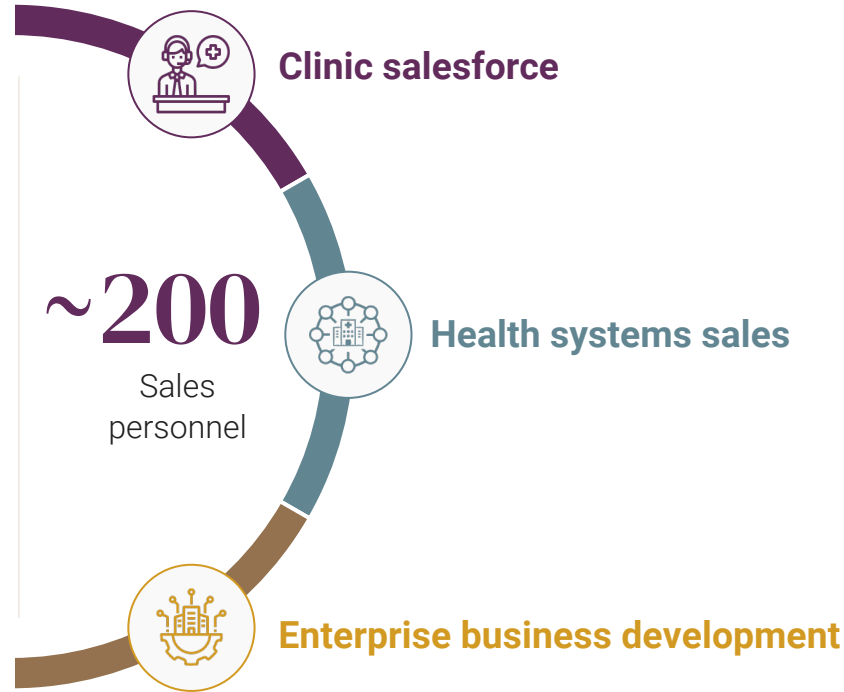 Clinic salesforce
~200
Sales
personnel
Health systems sales
Enterprise business development